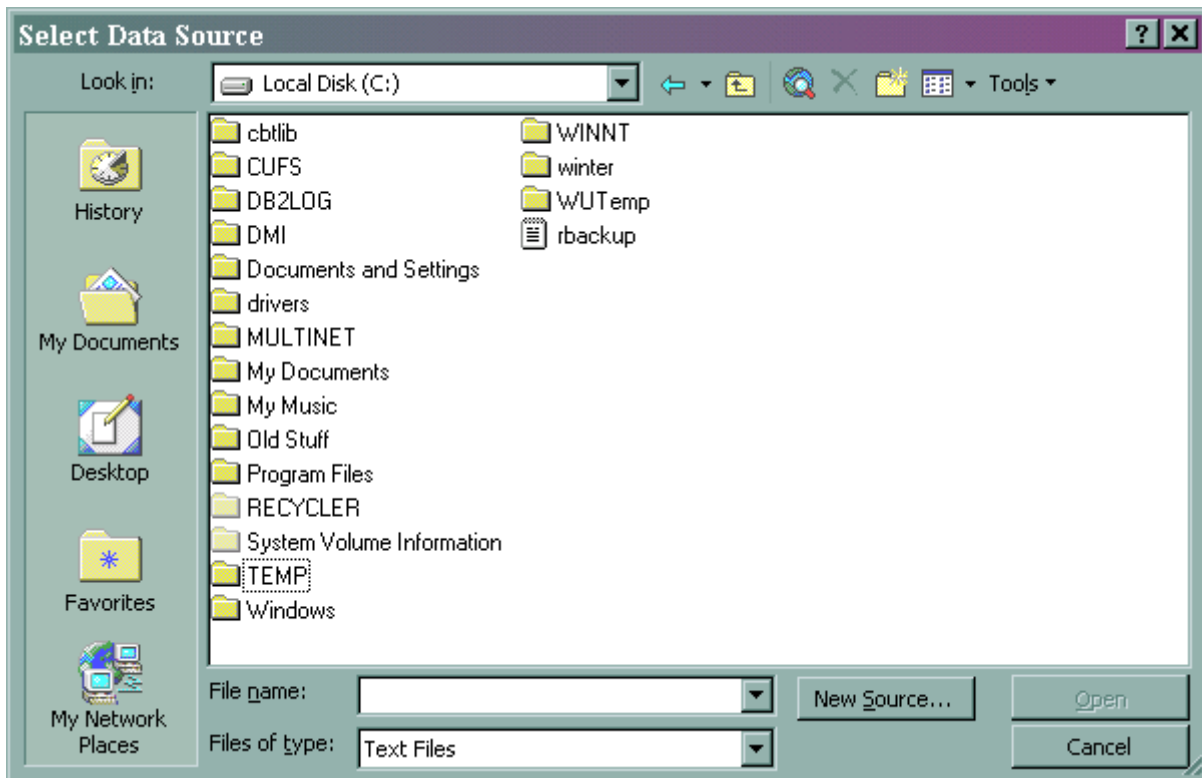 Select Data Source
Look in:
Local Disk (C:)
Tools
History
My Documents
Desktop
Favorites
My Network
Places
cbtlib
CUFS
DB2LOG
DMI
Documents and Settings
drivers
MULTINET
My Documents
My Music
Old Stuff
Program Files
RECYCLER
System Volume Information
TEMP
Windows
WINNT
winter
WUTemp
rbackup
File name:
New Source...
Open
Files of type:
Text Files
Cancel